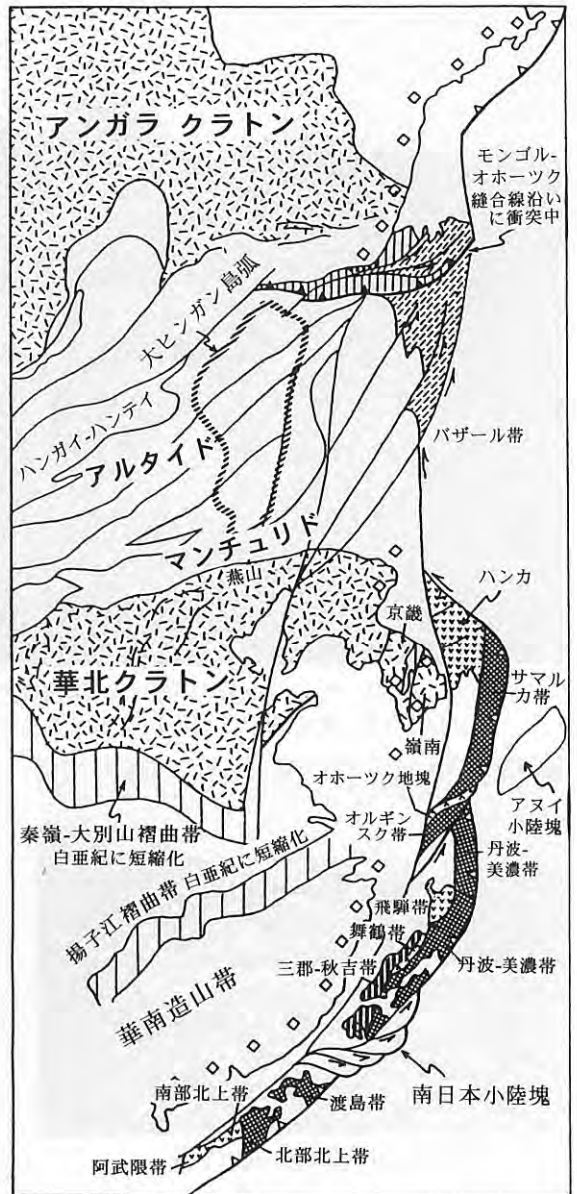 アンガラ クラトン
モンゴル-
オホーツク
縫合線沿い
に衝突中
大ヒンガン島弧
ハンガイ-ハンテイ
アルタイド
バザール帯
マンチュリド
燕山
ハンカ
京畿
華北クラトン
サマル
カ帯
嶺南
オホーツク地塊
アヌイ
小陸塊
秦嶺-大別山褶曲帯
白亜紀に短縮化
オルギン
スク帯
丹波-
美濃帯
揚子江褶曲帯 白亜紀に短縮化
飛騨帯
舞鶴帯
三郡-秋吉帯
丹波-美濃帯
華南造山帯
南部北上帯
渡島帯
南日本小陸塊
阿武隈帯
北部北上帯